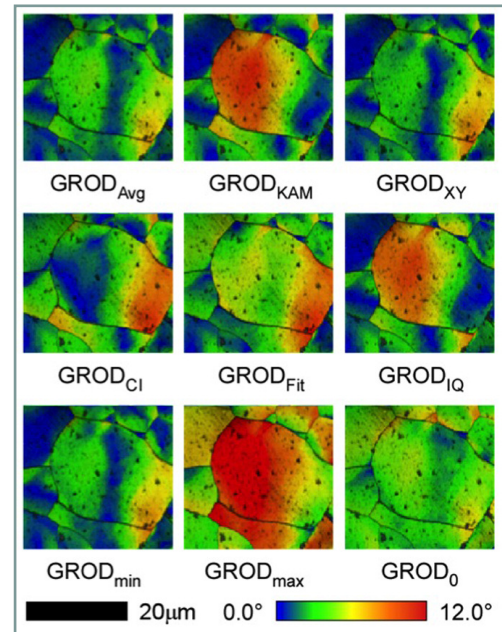 GROD_Avg GROD_KAM GROD_XY
GROD_CI GROD_Fit GROD_IQ
GROD_min GROD_max GROD_0
20μm 0.0° 12.0°